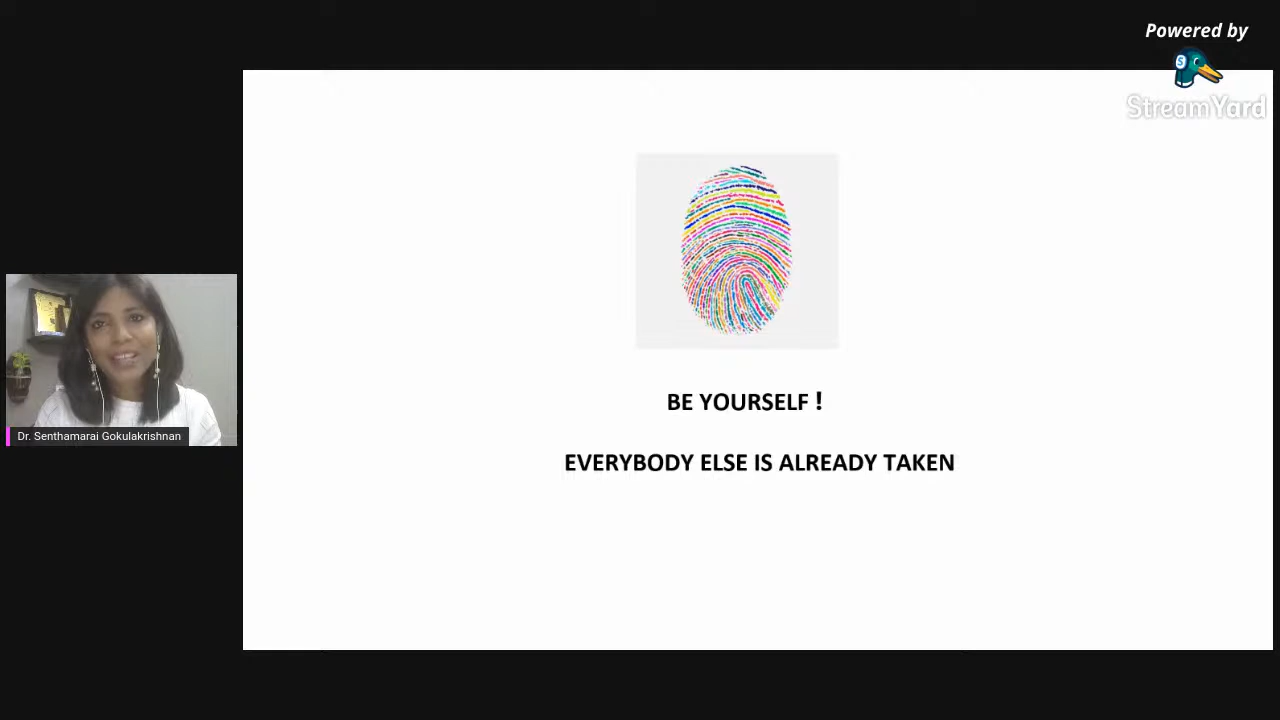 Powered by
StreamYard
BE YOURSELF !
EVERYBODY ELSE IS ALREADY TAKEN
Dr. Senthamarai Gokulakrishnan